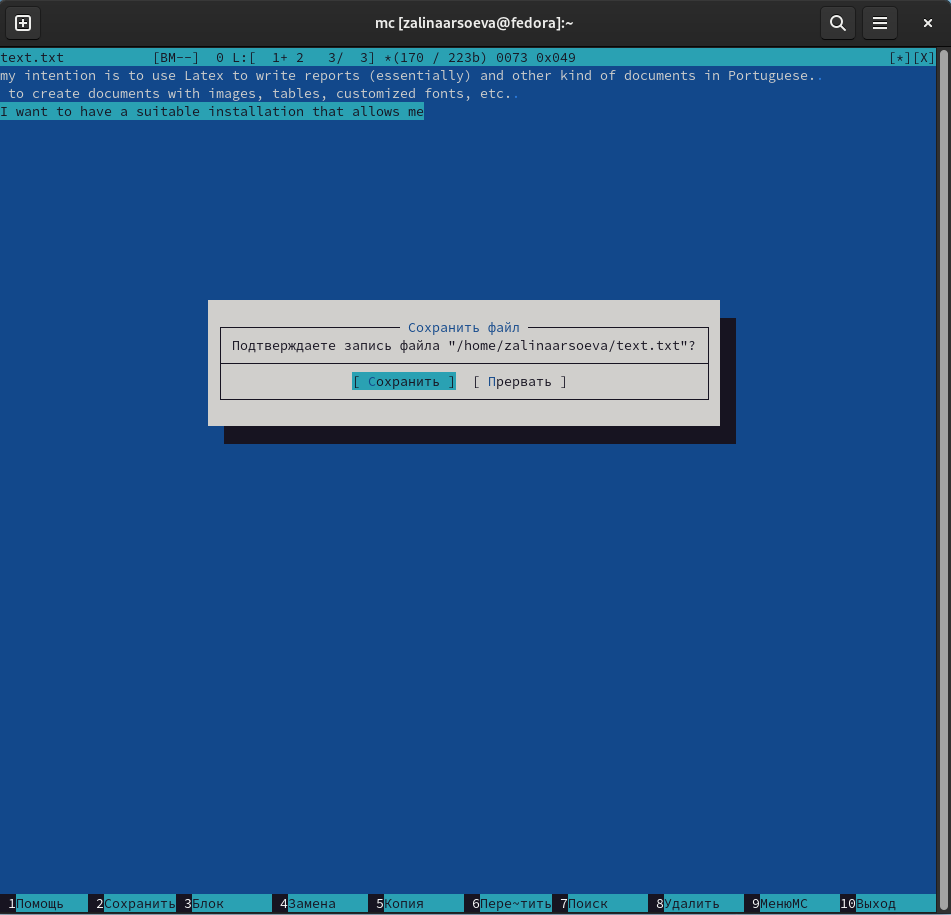 mc [zalinaarsoeva@fedora]:~
text.txt [BM--] 0 L:[ 1+ 2 3/ 3] *(170 / 223b) 0073 0x049 [*][X]
my intention is to use Latex to write reports (essentially) and other kind of documents in Portuguese..
to create documents with images, tables, customized fonts, etc..
I want to have a suitable installation that allows me
Сохранить файл
Подтверждаете запись файла "/home/zalinaarsoeva/text.txt"?
[ Сохранить ] [ Прервать ]
1Помощь 2Сохранить 3Блок 4Замена 5Копия 6Пере~тить 7Поиск 8Удалить 9МенюMC 10Выход